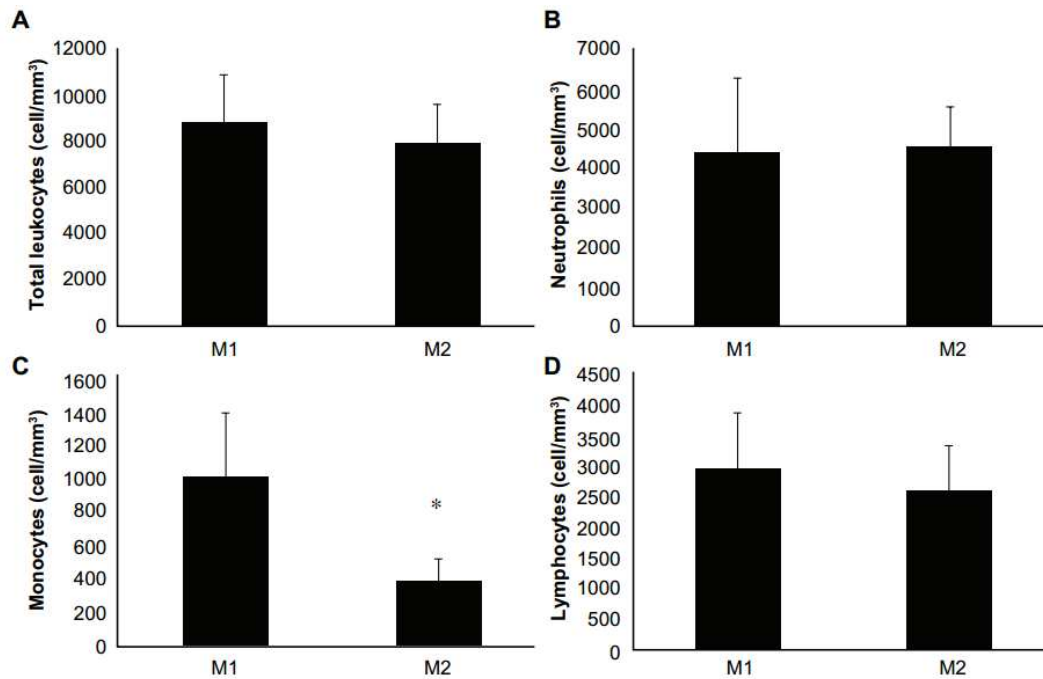 A
Total leukocytes (cell/mm³)
12000
10000
8000
6000
4000
2000
0
M1 M2
B
Neutrophils (cell/mm³)
7000
6000
5000
4000
3000
2000
1000
0
M1 M2
C
Monocytes (cell/mm³)
1600
1400
1200
1000
800
600
400
200
0
*
M1 M2
D
Lymphocytes (cell/mm³)
4500
4000
3500
3000
2500
2000
1500
1000
500
0
M1 M2